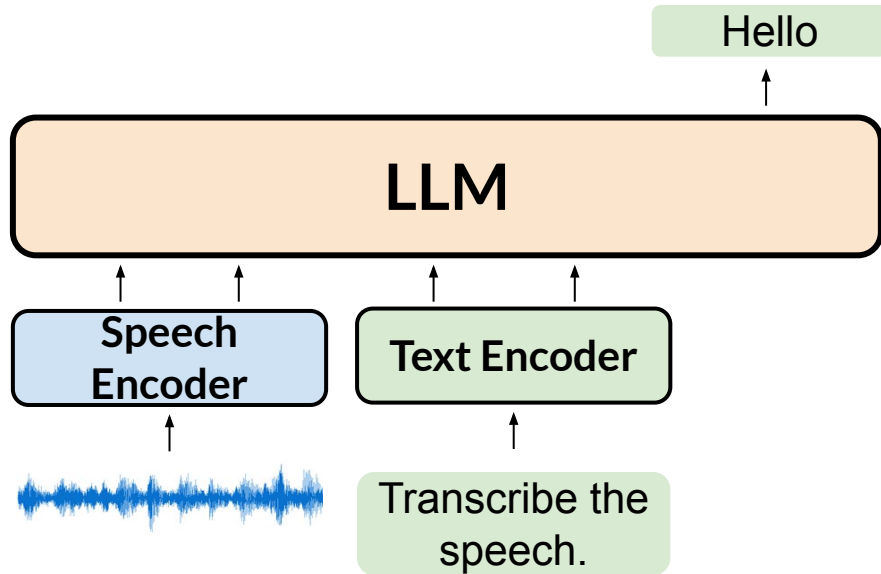 Hello
LLM
Speech
Encoder
Text Encoder
Transcribe the
speech.